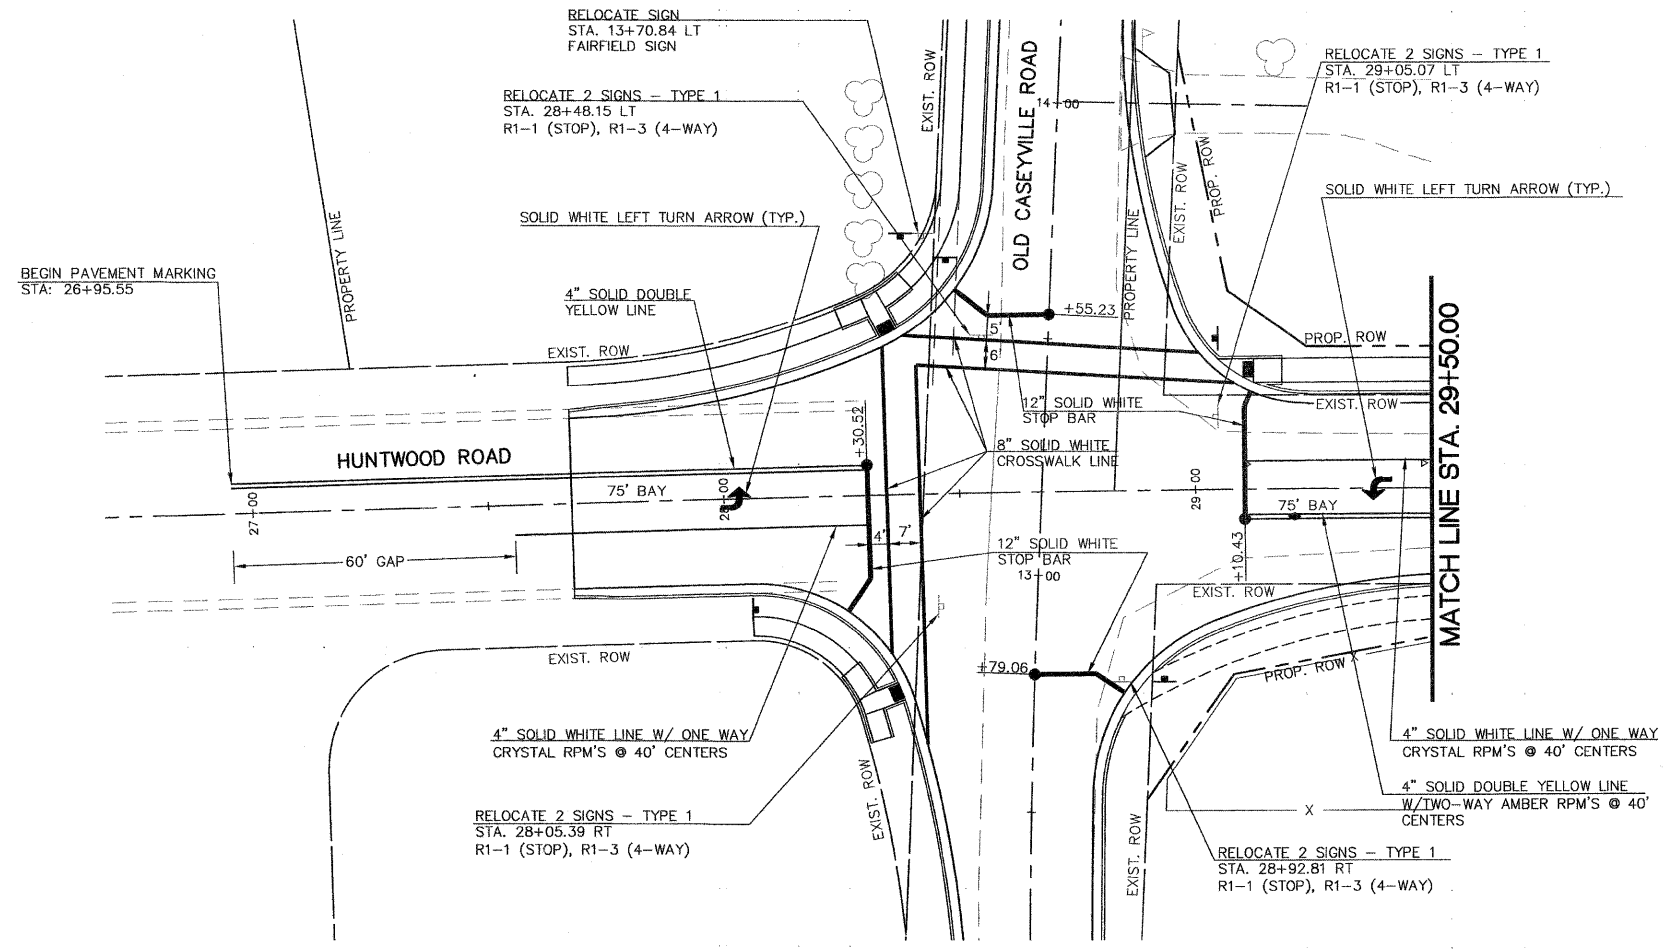 RELOCATE SIGN
STA. 13+70.84 LT
FAIRFIELD SIGN
RELOCATE 2 SIGNS - TYPE 1
STA. 28+48.15 LT
R1-1 (STOP), R1-3 (4-WAY)
RELOCATE 2 SIGNS - TYPE 1
STA. 29+05.07 LT
R1-1 (STOP), R1-3 (4-WAY)
EXIST. ROW
OLD CASEYVILLE ROAD
14+00
EXIST. ROW
PROP. ROW
PROPERTY LINE
PROPERTY LINE
SOLID WHITE LEFT TURN ARROW (TYP.)
SOLID WHITE LEFT TURN ARROW (TYP.)
BEGIN PAVEMENT MARKING
STA: 26+95.55
4" SOLID DOUBLE
YELLOW LINE
EXIST. ROW
+55.23
5'
6'
PROP. ROW
EXIST. ROW
MATCH LINE STA. 29+50.00
12" SOLID WHITE
STOP BAR
+30.52
8" SOLID WHITE
CROSSWALK LINE
HUNTWOOD ROAD
75' BAY
27+00
28+00
29+00
75' BAY
60' GAP
4'
7'
12" SOLID WHITE
STOP BAR
13+00
+10.43
EXIST. ROW
EXIST. ROW
+79.06
PROP. ROW
X
4" SOLID WHITE LINE W/ ONE WAY
CRYSTAL RPM'S @ 40' CENTERS
4" SOLID WHITE LINE W/ ONE WAY
CRYSTAL RPM'S @ 40' CENTERS
4" SOLID DOUBLE YELLOW LINE
W/TWO-WAY AMBER RPM'S @ 40'
CENTERS
X
EXIST. ROW
EXIST. ROW
RELOCATE 2 SIGNS - TYPE 1
STA. 28+05.39 RT
R1-1 (STOP), R1-3 (4-WAY)
RELOCATE 2 SIGNS - TYPE 1
STA. 28+92.81 RT
R1-1 (STOP), R1-3 (4-WAY)